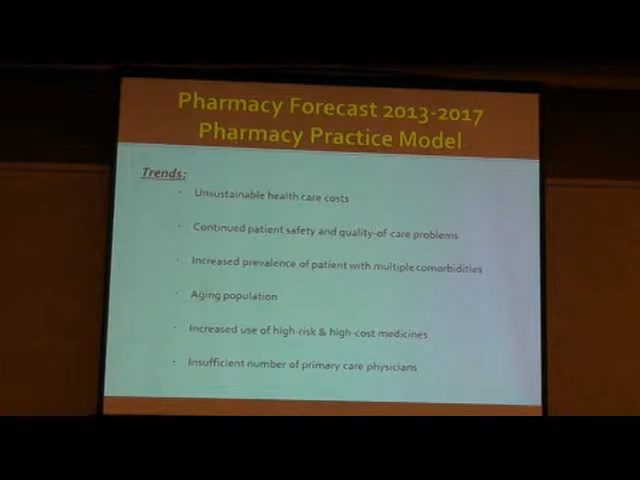 Pharmacy Forecast 2013-2017
Pharmacy Practice Model
Trends:
- Unsustainable health care costs
- Continued patient safety and quality-of-care problems
- Increased prevalence of patient with multiple comorbidities
- Aging population
- Increased use of high-risk & high-cost medicines
- Insufficient number of primary care physicians